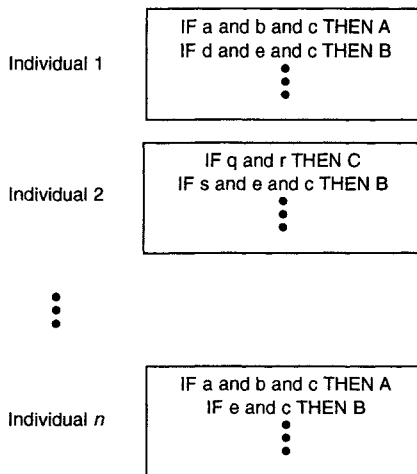 IF a and b and c THEN A
IF d and e and c THEN B
Individual 1
IF q and r THEN C
IF s and e and c THEN B
Individual 2
IF a and b and c THEN A
IF e and c THEN B
Individual n